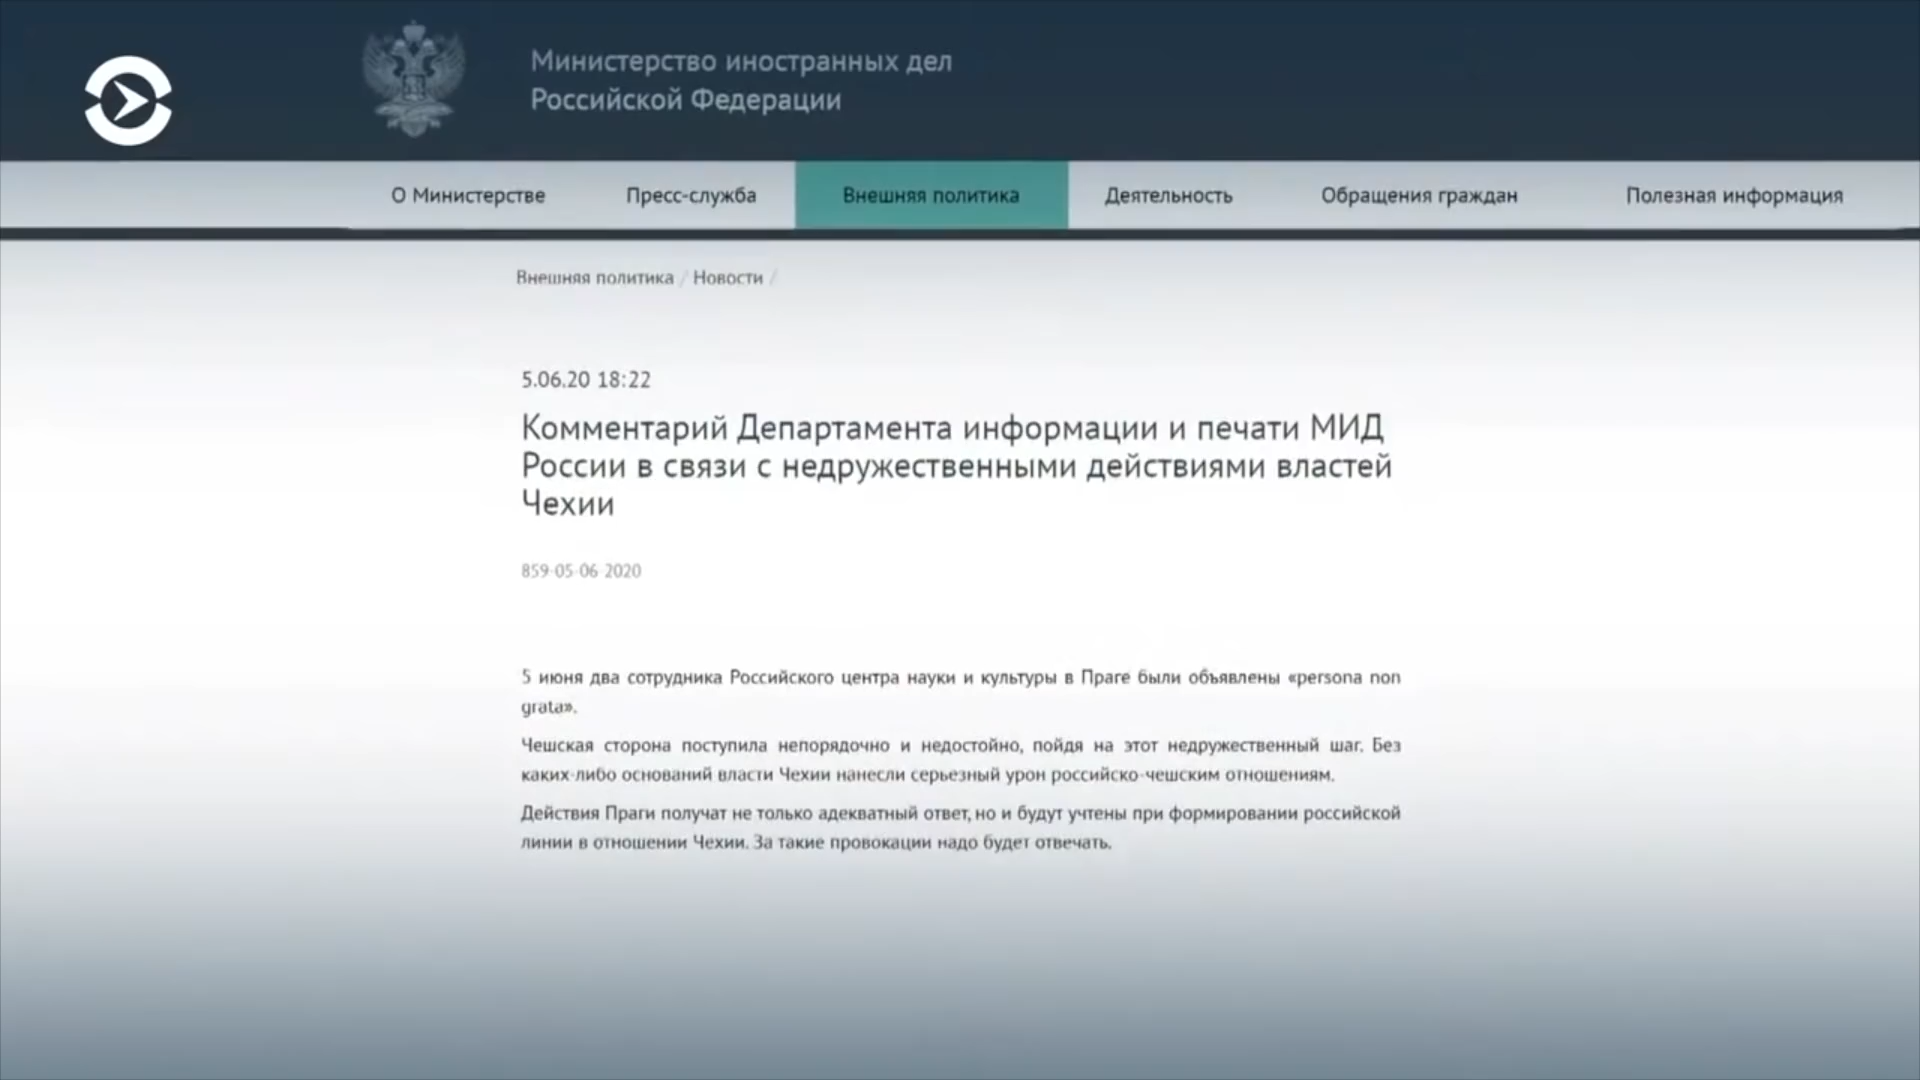 Министерство иностранных дел
Российской Федерации
О Министерстве Пресс-служба Внешняя политика Деятельность Обращения граждан Полезная информация
Внешняя политика / Новости /
5.06.20 18:22
Комментарий Департамента информации и печати МИД
России в связи с недружественными действиями властей
Чехии
859-05-06-2020
5 июня два сотрудника Российского центра науки и культуры в Праге были объявлены «persona non
grata».
Чешская сторона поступила непорядочно и недостойно, пойдя на этот недружественный шаг. Без
каких-либо оснований власти Чехии нанесли серьезный урон российско-чешским отношениям.
Действия Праги получат не только адекватный ответ, но и будут учтены при формировании российской
линии в отношении Чехии. За такие провокации надо будет отвечать.